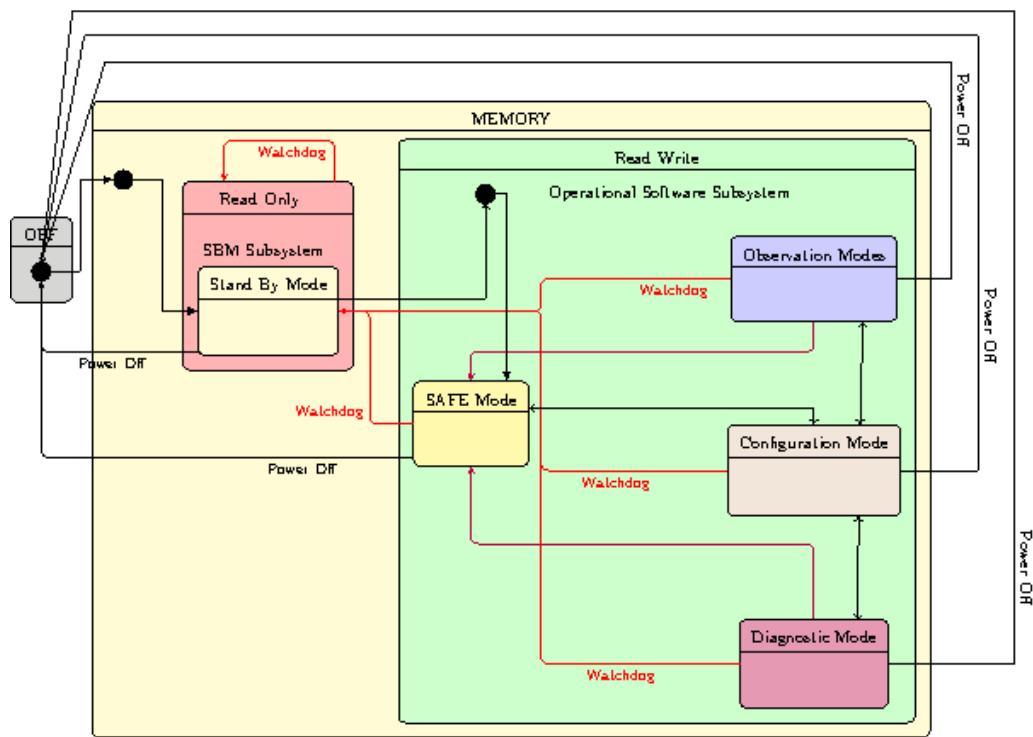 Power Off
MEMORY
Watchdog
Read Write
Read Only
Operational Software Subsystem
OFF
SBM Subsystem
Observation Modes
Stand By Mode
Watchdog
Power Off
Power Off
SAFE Mode
Watchdog
Configuration Mode
Power Off
Watchdog
Power Off
Diagnostic Mode
Watchdog